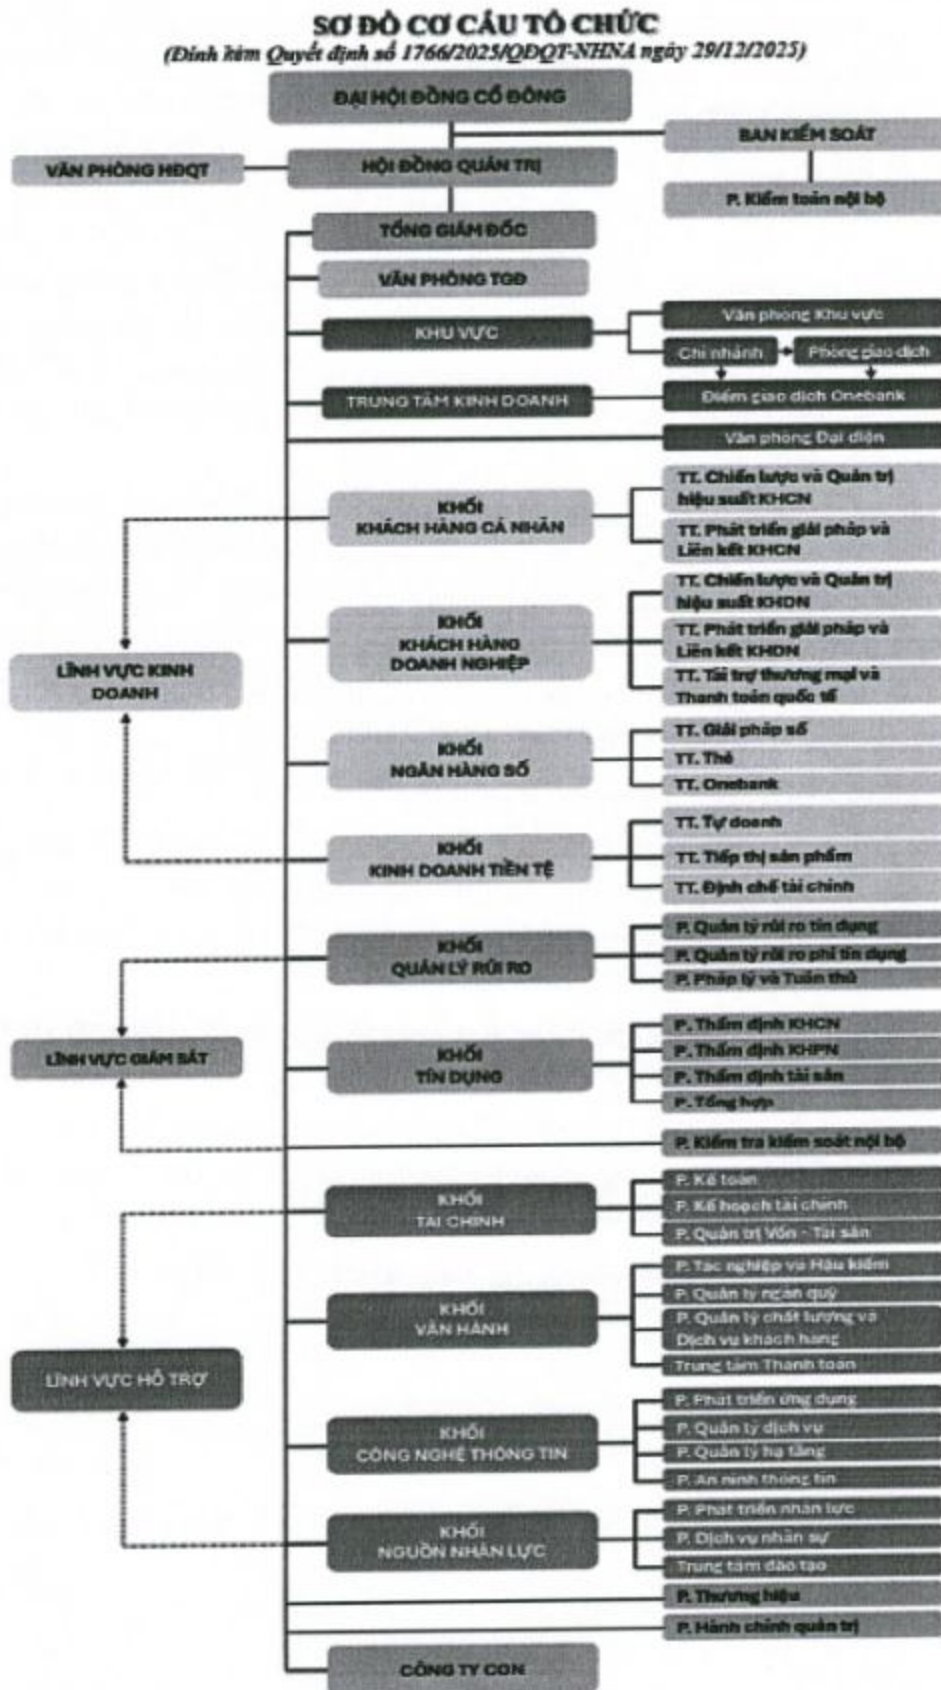 SƠ ĐỒ CƠ CẤU TỔ CHỨC
(Đính kèm Quyết định số 1766/2025/QĐQT-NHNA ngày 29/12/2025)
ĐẠI HỘI ĐỒNG CỔ ĐÔNG
BAN KIỂM SOÁT
VĂN PHÒNG HĐQT
HỘI ĐỒNG QUẢN TRỊ
P. Kiểm toán nội bộ
TỔNG GIÁM ĐỐC
VĂN PHÒNG TGĐ
KHU VỰC
Văn phòng Khu vực
Chi nhánh
Phòng giao dịch
TRUNG TÂM KINH DOANH
Điểm giao dịch Onebank
Văn phòng Đại diện
LĨNH VỰC KINH
DOANH
KHỐI
KHÁCH HÀNG CÁ NHÂN
TT. Chiến lược và Quản trị
hiệu suất KHCN
TT. Phát triển giải pháp và
Liên kết KHCN
KHỐI
KHÁCH HÀNG
DOANH NGHIỆP
TT. Chiến lược và Quản trị
hiệu suất KHDN
TT. Phát triển giải pháp và
Liên kết KHDN
TT. Tài trợ thương mại và
Thanh toán quốc tế
KHỐI
NGÂN HÀNG SỐ
TT. Giải pháp số
TT. Thẻ
TT. Onebank
KHỐI
KINH DOANH TIỀN TỆ
TT. Tự doanh
TT. Tiếp thị sản phẩm
TT. Định chế tài chính
LĨNH VỰC GIÁM SÁT
KHỐI
QUẢN LÝ RỦI RO
P. Quản lý rủi ro tín dụng
P. Quản lý rủi ro phi tín dụng
P. Pháp lý và Tuân thủ
KHỐI
TÍN DỤNG
P. Thẩm định KHCN
P. Thẩm định KHPN
P. Thẩm định tài sản
P. Tổng hợp
P. Kiểm tra kiểm soát nội bộ
LĨNH VỰC HỖ TRỢ
KHỐI
TÀI CHÍNH
P. Kế toán
P. Kế hoạch tài chính
P. Quản trị Vốn - Tài sản
KHỐI
VẬN HÀNH
P. Tác nghiệp và Hậu kiểm
P. Quản lý ngân quỹ
P. Quản lý chất lượng và
Dịch vụ khách hàng
Trung tâm Thanh toán
KHỐI
CÔNG NGHỆ THÔNG TIN
P. Phát triển ứng dụng
P. Quản lý dịch vụ
P. Quản lý hạ tầng
P. An ninh thông tin
KHỐI
NGUỒN NHÂN LỰC
P. Phát triển nhân lực
P. Dịch vụ nhân sự
Trung tâm đào tạo
P. Thương hiệu
P. Hành chính quản trị
CÔNG TY CON